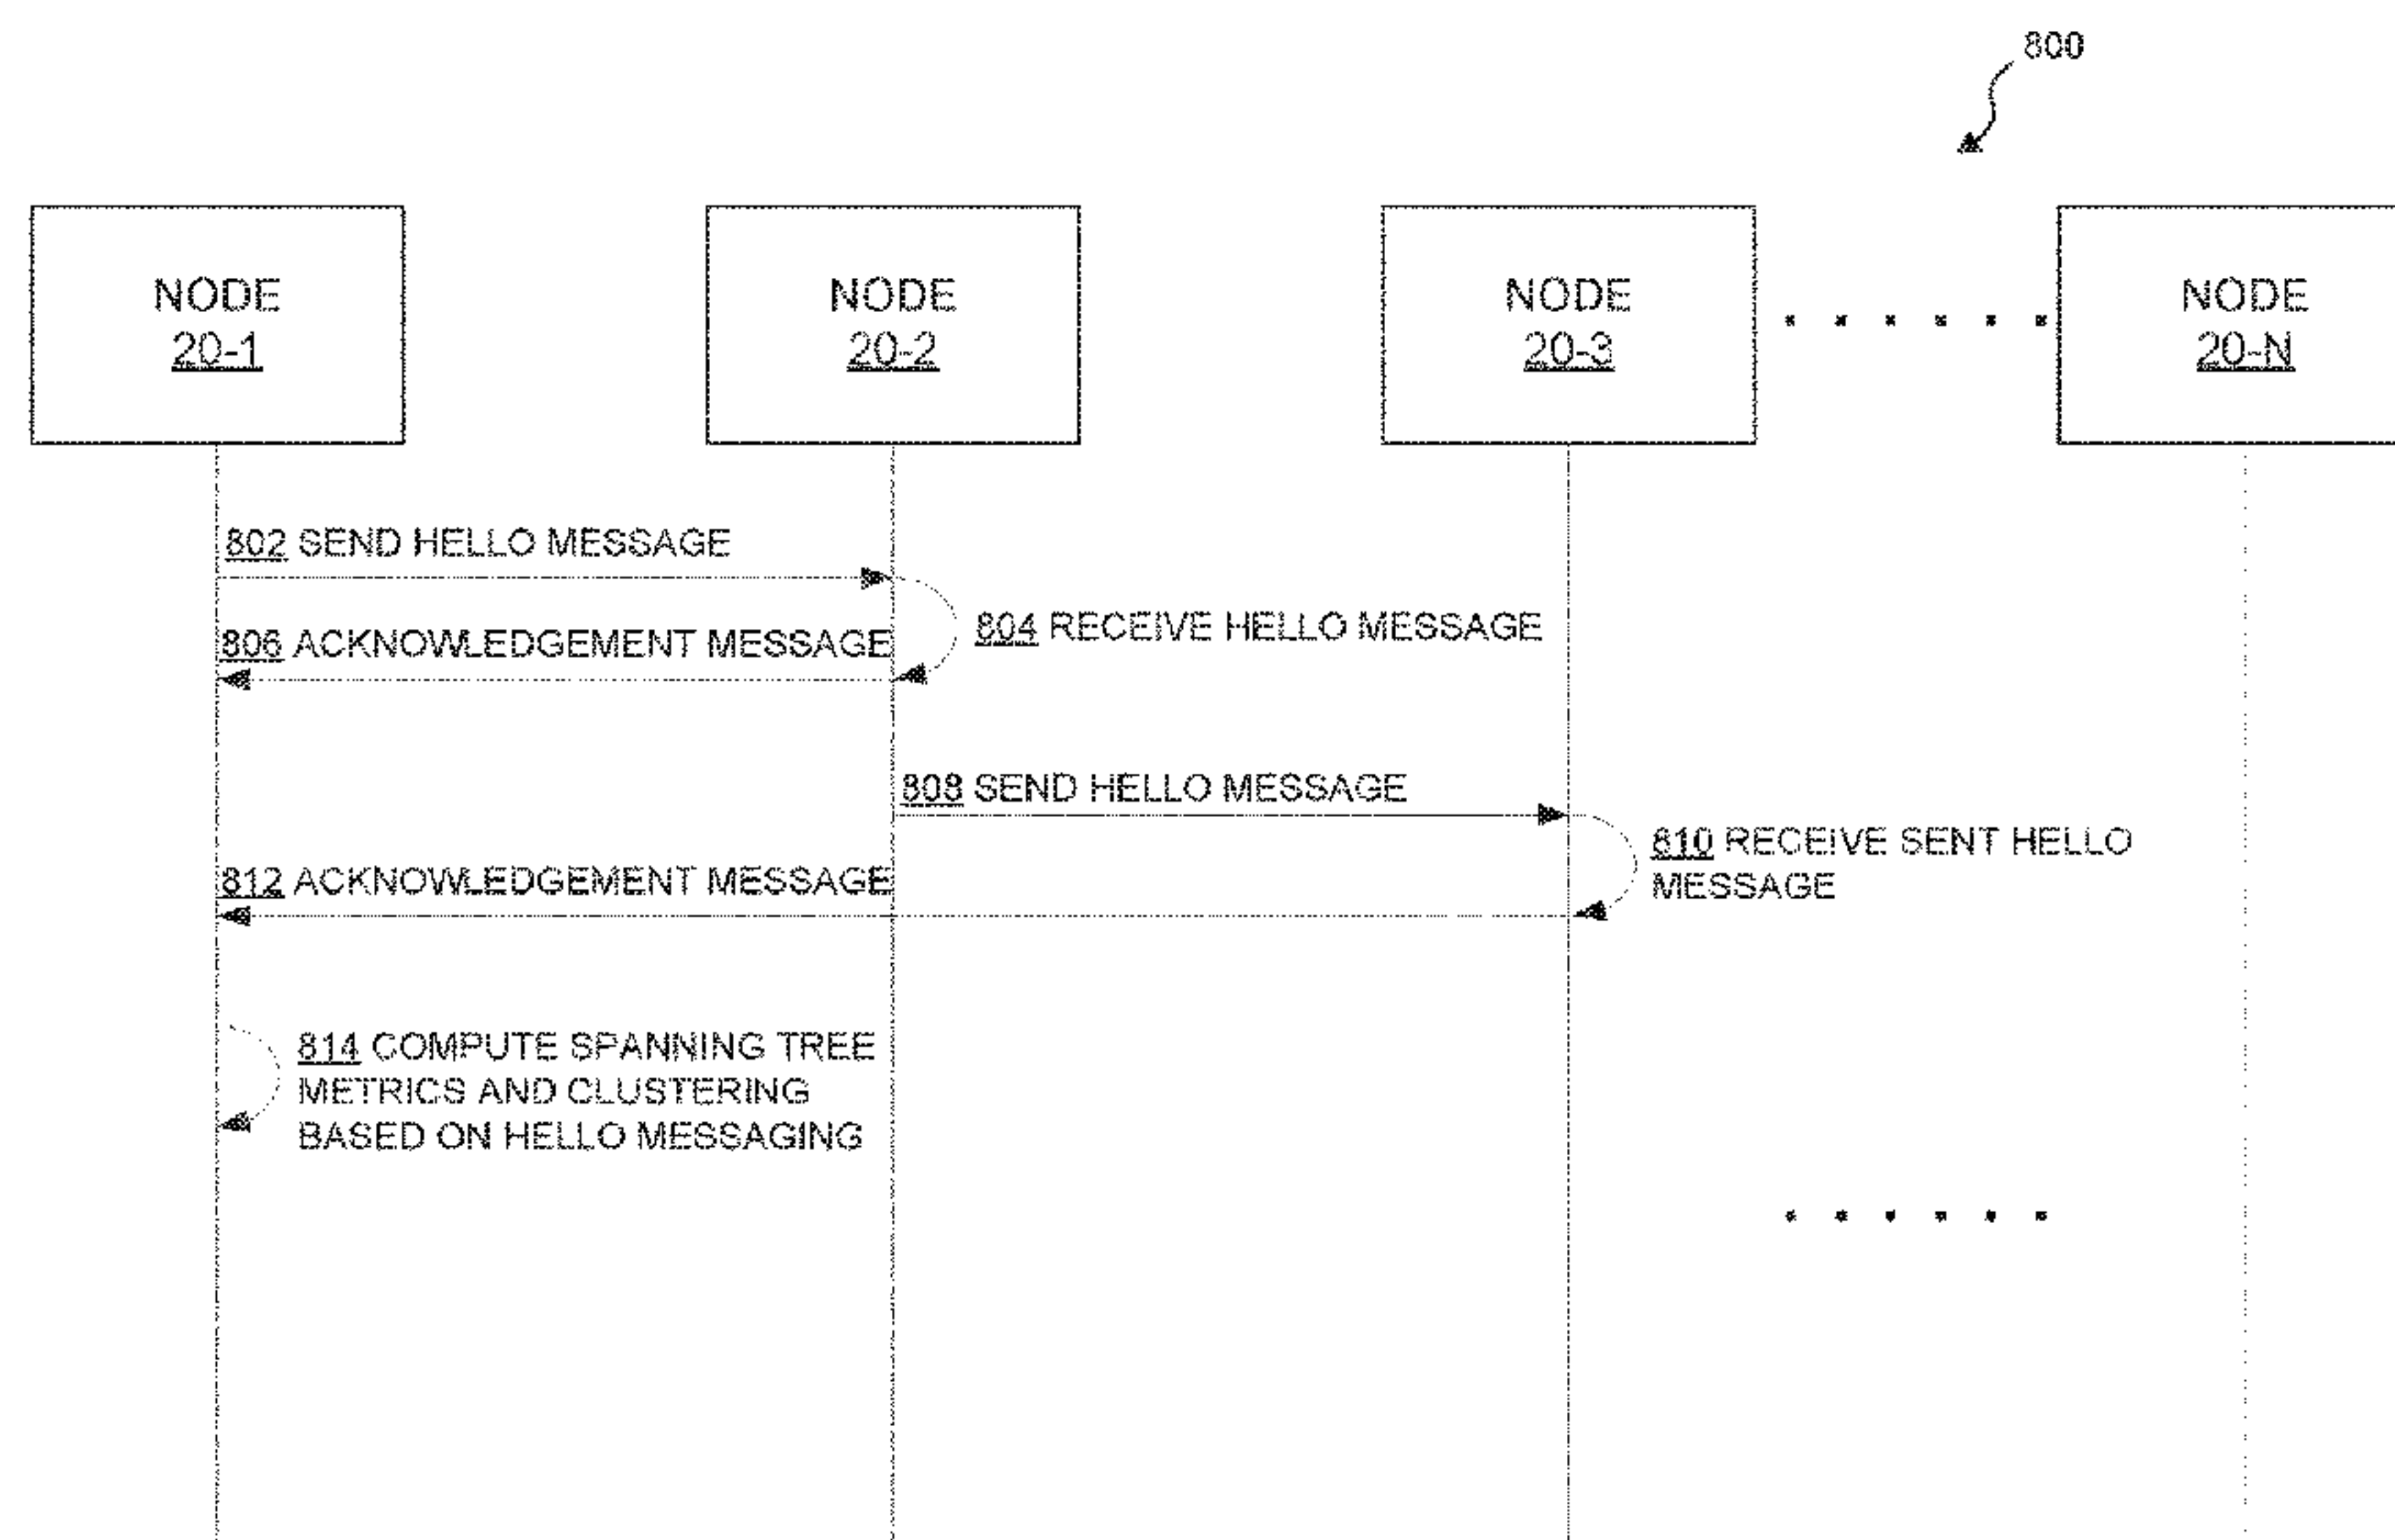 800
NODE
20-1
NODE
20-2
NODE
20-3
NODE
20-N
802 SEND HELLO MESSAGE
804 RECEIVE HELLO MESSAGE
806 ACKNOWLEDGEMENT MESSAGE
808 SEND HELLO MESSAGE
810 RECEIVE SENT HELLO
MESSAGE
812 ACKNOWLEDGEMENT MESSAGE
814 COMPUTE SPANNING TREE
METRICS AND CLUSTERING
BASED ON HELLO MESSAGING